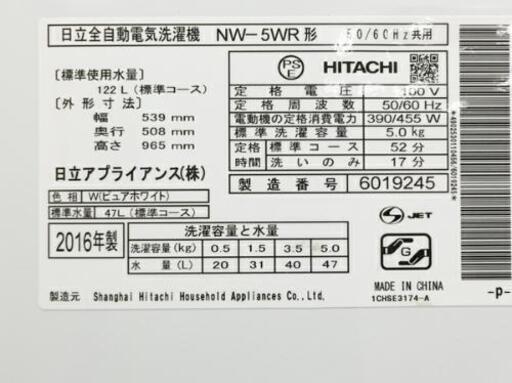 日立全自動電気洗濯機 NW-5WR形 50/60Hz共用
〔標準使用水量〕
122L（標準コース）
〔外形寸法〕
幅 539 mm
奥行 508 mm
高さ 965 mm
日立アプライアンス(株)
色相 W(ピュアホワイト)
標準水量 47L（標準コース）
PS E HITACHI
定格電圧 100 V
定格周波数 50/60 Hz
電動機の定格消費電力 390/455 W
標準洗濯容量 5.0 kg
定格時間: 標準コース 52分
洗いのみ 17分
製造番号 6019245
2016年製
洗濯容量と水量
洗濯容量(kg) 0.5 1.5 3.5 5.0
水量(L) 20 31 40 47
S JET
G
MADE IN CHINA
1CHSE3174-A
製造元 Shanghai Hitachi Household Appliances Co., Ltd.
-p-